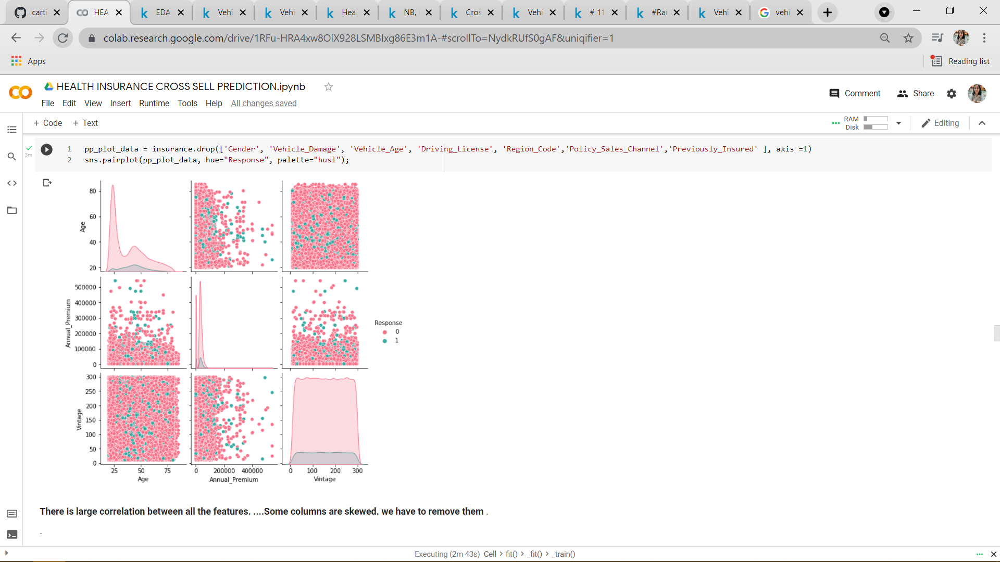 carti
HEA
EDA
Vehi
Vehi
Heal
NB,
Cros
Vehi
# 11
#Rar
Vehi
vehi
colab.research.google.com/drive/1RFu-HRA4xw8OlX928LSMBIxg86E3m1A-#scrollTo=NydkRUfS0gAF&uniqifier=1
Apps
Reading list
HEALTH INSURANCE CROSS SELL PREDICTION.ipynb
File Edit View Insert Runtime Tools Help All changes saved
Comment Share
+ Code + Text
RAM
Disk
Editing
3m
1 pp_plot_data = insurance.drop(['Gender', 'Vehicle_Damage', 'Vehicle_Age', 'Driving_License', 'Region_Code','Policy_Sales_Channel','Previously_Insured' ], axis =1)
2 sns.pairplot(pp_plot_data, hue="Response", palette="husl");
80
60
40
20
Age
500000
400000
300000
200000
100000
0
Annual_Premium
Response
0
1
300
250
200
150
100
50
0
Vintage
25 50 75
Age
0 200000 400000
Annual_Premium
0 100 200 300
Vintage
There is large correlation between all the features. ....Some columns are skewed. we have to remove them .
.
Executing (2m 43s) Cell > fit() > _fit() > _train()